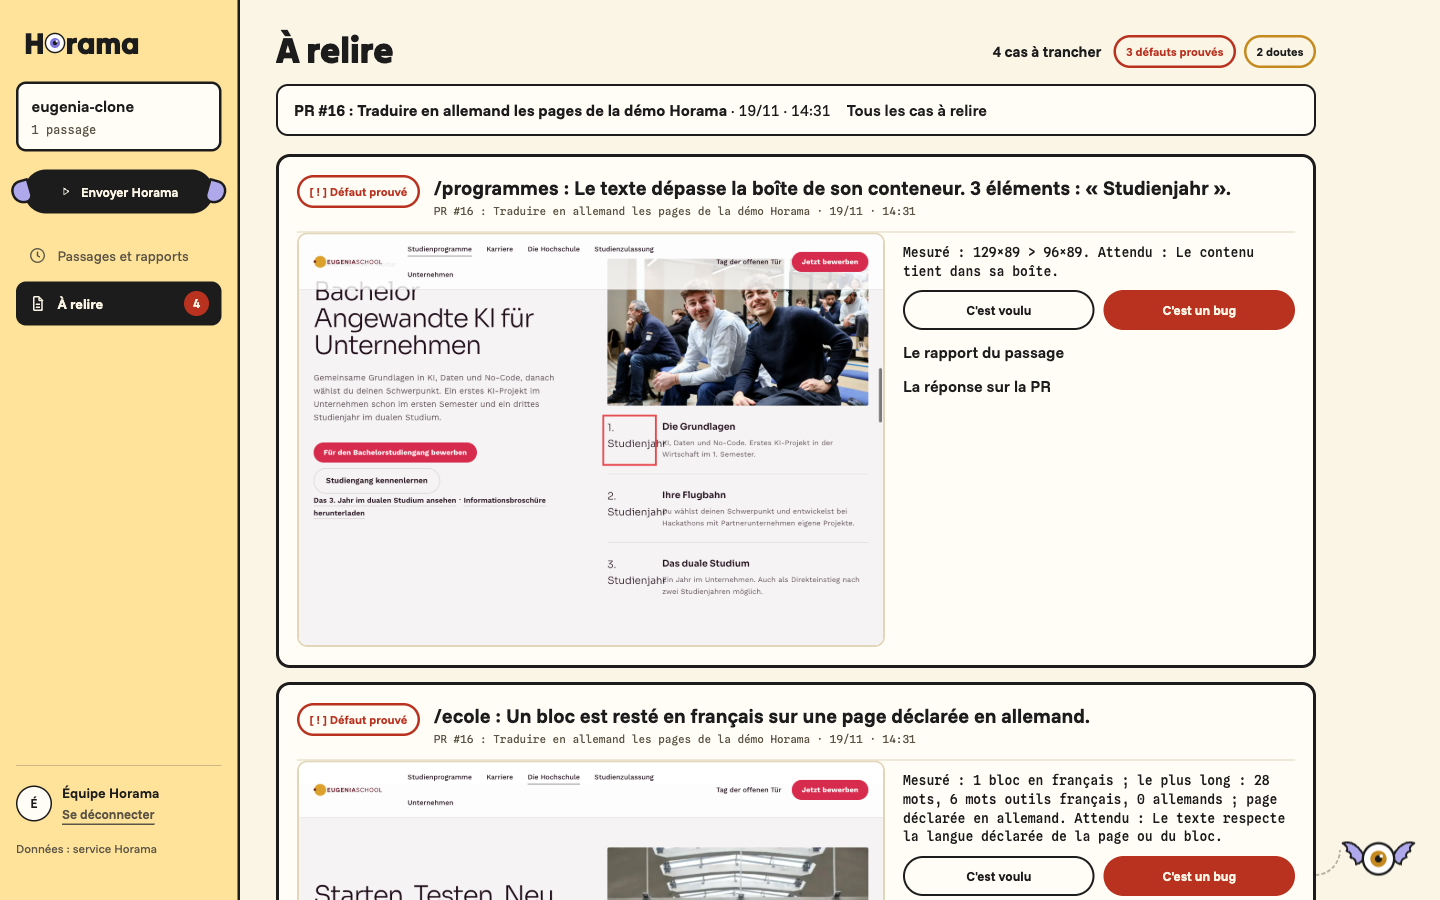 Horama
eugenia-clone
1 passage
Envoyer Horama
Passages et rapports
À relire
4
É
Équipe Horama
Se déconnecter
Données : service Horama
À relire
4 cas à trancher
3 défauts prouvés
2 doutes
PR #16 : Traduire en allemand les pages de la démo Horama · 19/11 · 14:31
Tous les cas à relire
[ ! ] Défaut prouvé
/programmes : Le texte dépasse la boîte de son conteneur. 3 éléments : « Studienjahr ».
PR #16 : Traduire en allemand les pages de la démo Horama · 19/11 · 14:31
EUGENIASCHOOL
Studienprogramme
Karriere
Die Hochschule
Studienzulassung
Unternehmen
Tag der offenen Tür
Jetzt bewerben
Bachelor
Angewandte KI für
Unternehmen
Gemeinsame Grundlagen in KI, Daten und No-Code, danach
wählst du deinen Schwerpunkt. Ein erstes KI-Projekt im
Unternehmen schon im ersten Semester und ein drittes
Studienjahr im dualen Studium.
Für den Bachelorstudiengang bewerben
Studiengang kennenlernen
Das 3. Jahr im dualen Studium ansehen · Informationsbroschüre
herunterladen
1.
Studienjahr
Die Grundlagen
KI, Daten und No-Code. Erstes KI-Projekt in der
Wirtschaft im 1. Semester.
2.
Studienjahr
Ihre Flugbahn
Du wählst deinen Schwerpunkt und entwickelst bei
Hackathons mit Partnerunternehmen eigene Projekte.
3.
Studienjahr
Das duale Studium
Ein Jahr im Unternehmen. Auch als Direkteinstieg nach
zwei Studienjahren möglich.
Mesuré : 129×89 > 96×89. Attendu : Le contenu
tient dans sa boîte.
C'est voulu
C'est un bug
Le rapport du passage
La réponse sur la PR
[ ! ] Défaut prouvé
/ecole : Un bloc est resté en français sur une page déclarée en allemand.
PR #16 : Traduire en allemand les pages de la démo Horama · 19/11 · 14:31
EUGENIASCHOOL
Studienprogramme
Karriere
Die Hochschule
Studienzulassung
Unternehmen
Tag der offenen Tür
Jetzt bewerben
Starten. Testen. Neu
Mesuré : 1 bloc en français ; le plus long : 28
mots, 6 mots outils français, 0 allemands ; page
déclarée en allemand. Attendu : Le texte respecte
la langue déclarée de la page ou du bloc.
C'est voulu
C'est un bug